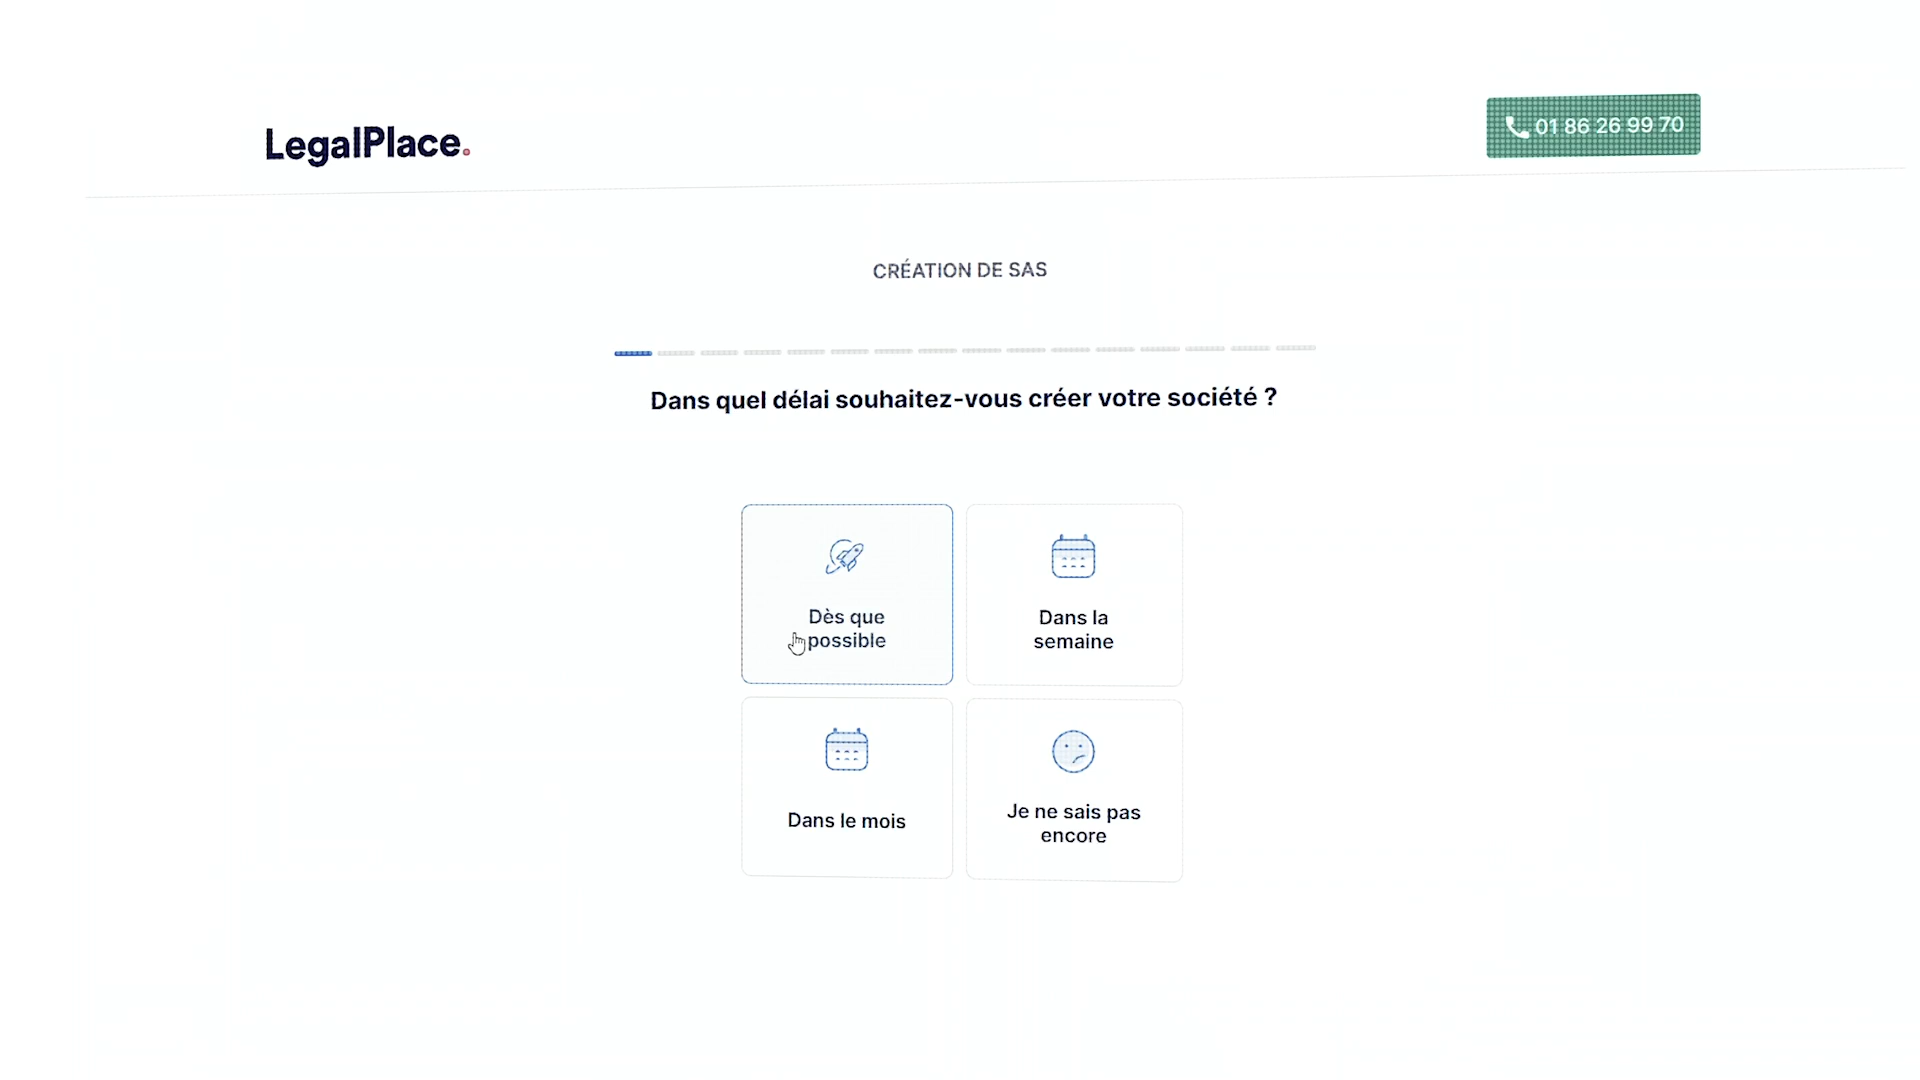 LegalPlace.
01 86 26 99 70
CRÉATION DE SAS
Dans quel délai souhaitez-vous créer votre société ?
Dès que
possible
Dans la
semaine
Dans le mois
Je ne sais pas
encore